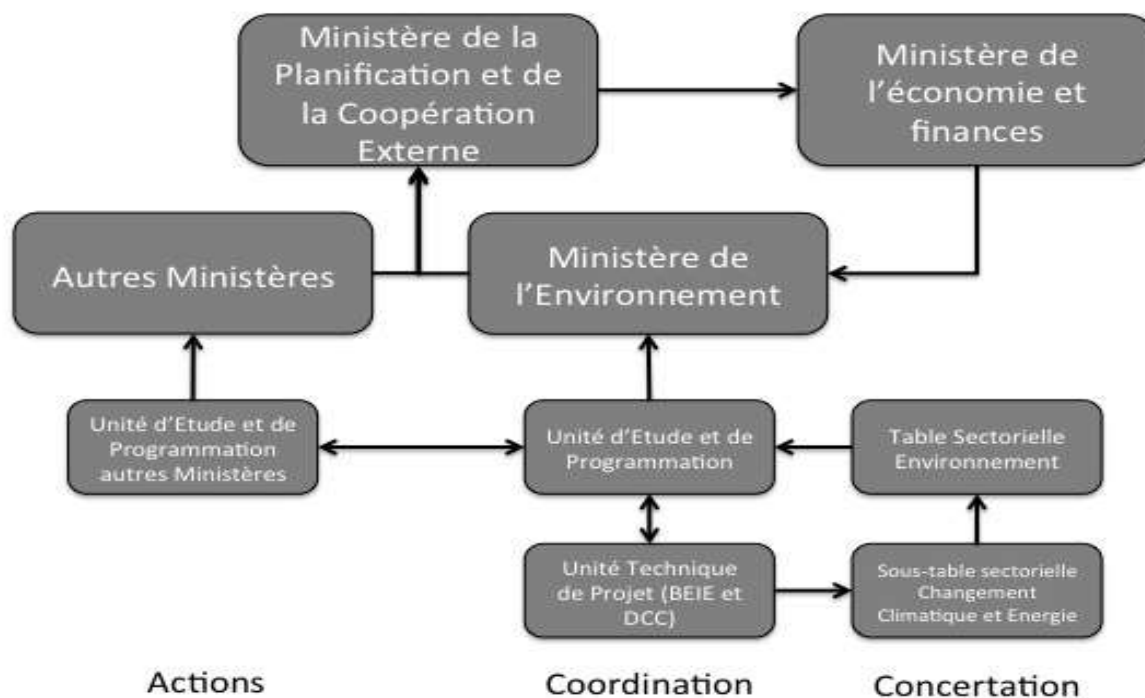 Ministère de la
Planification et de
la Coopération
Externe
Ministère de
l'économie et
finances
Autres Ministères
Ministère de
l'Environnement
Unité d'Etude et de
Programmation
autres Ministères
Unité d'Etude et de
Programmation
Table Sectorielle
Environnement
Unité Technique
de Projet (BEIE et
DCC)
Sous-table sectorielle
Changement
Climatique et Energie
Actions
Coordination
Concertation